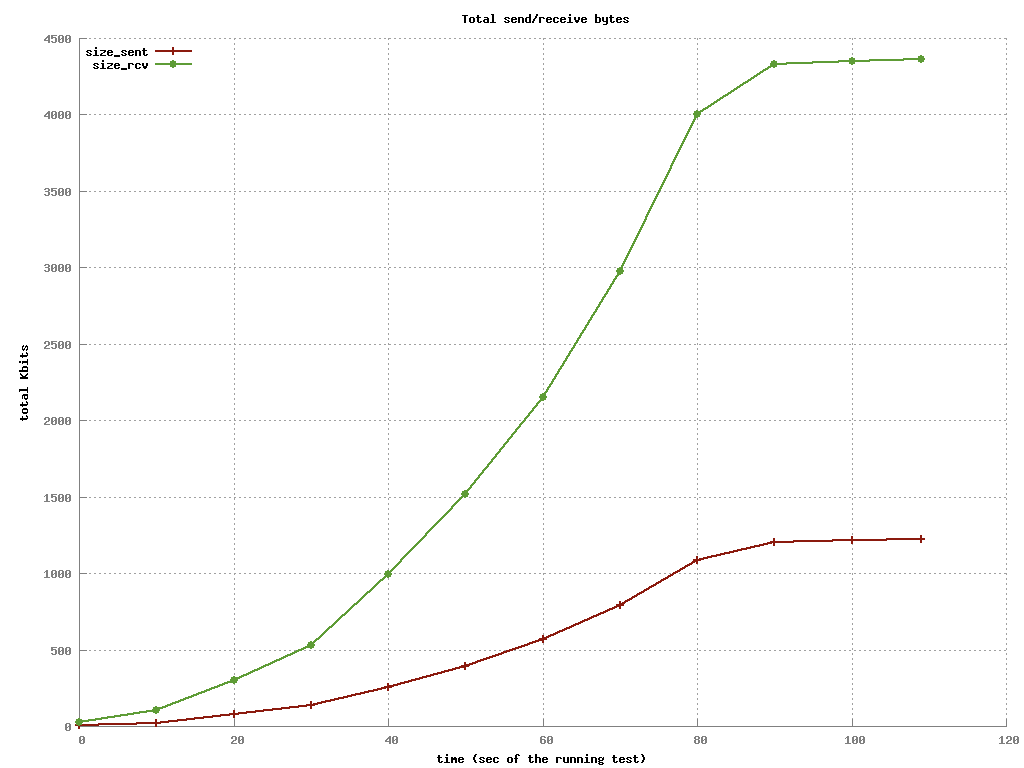 Total send/receive bytes
4500
size_sent
size_rcv
4000
3500
3000
2500
total Kbits
2000
1500
1000
500
0
0 20 40 60 80 100 120
time (sec of the running test)